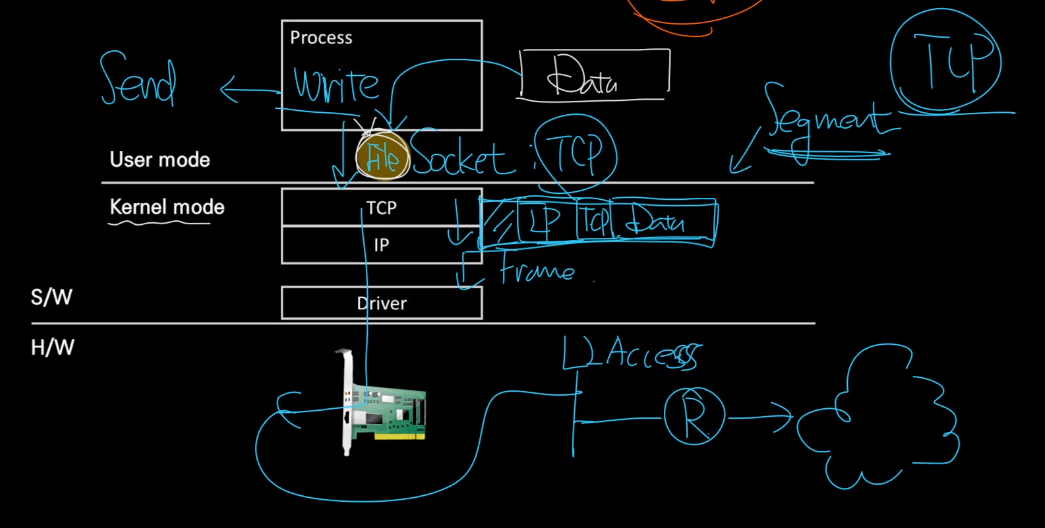 Process
Send
Write
Data
TCP
Segment
File
Socket : TCP
User mode
Kernel mode
TCP
IP TCP Data
IP
Frame
S/W
Driver
H/W
L2 Access
R